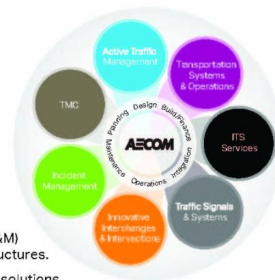 Active Traffic
Management
Transportation
Systems
& Operations
TMC
Planning Design Build/Finance
Integration Operations Maintenance
AECOM
ITS
Services
Incident
Management
Traffic Signals
& Systems
Innovative
Interchanges
& Intersections
&M)
uctures.
solutions